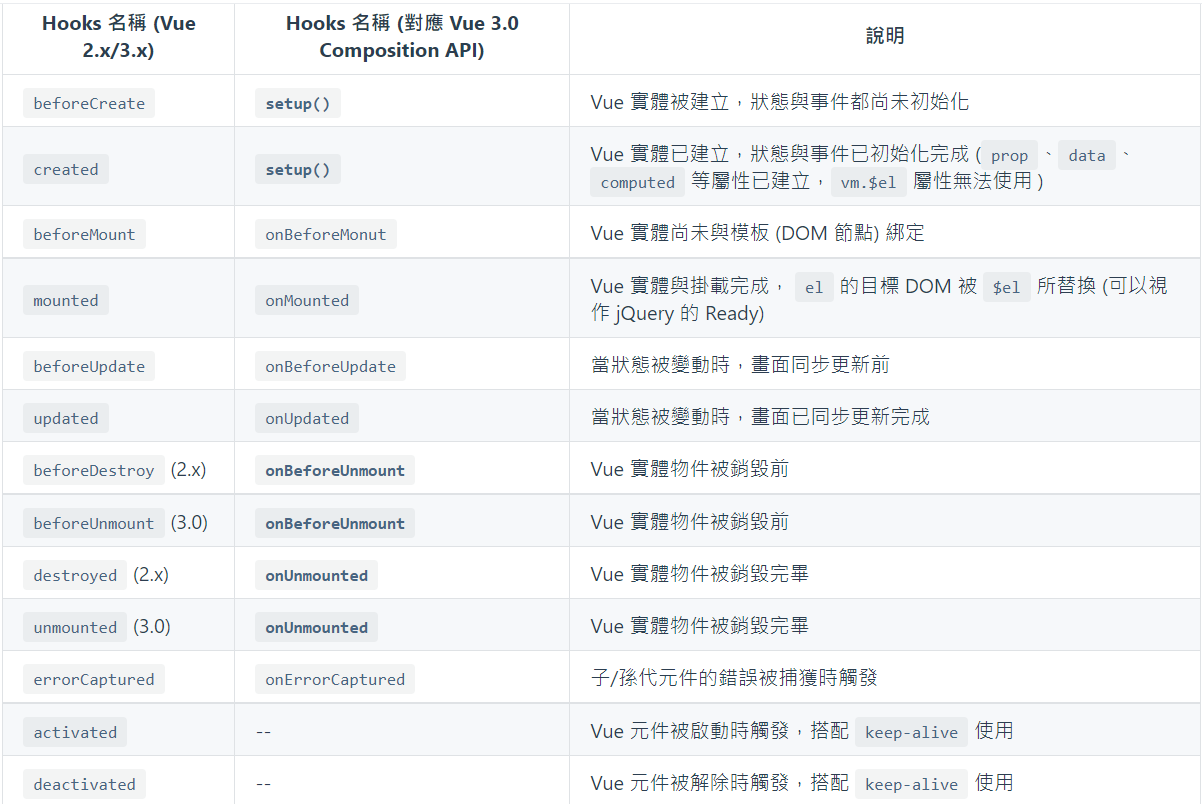 Hooks 名稱 (Vue 2.x/3.x) Hooks 名稱 (對應 Vue 3.0 Composition API) 說明
beforeCreate setup() Vue 實體被建立，狀態與事件都尚未初始化
created setup() Vue 實體已建立，狀態與事件已初始化完成 ( prop 、 data 、
computed 等屬性已建立， vm.$el 屬性無法使用 )
beforeMount onBeforeMonut Vue 實體尚未與模板 (DOM 節點) 綁定
mounted onMounted Vue 實體與掛載完成， el 的目標 DOM 被 $el 所替換 (可以視
作 jQuery 的 Ready)
beforeUpdate onBeforeUpdate 當狀態被變動時，畫面同步更新前
updated onUpdated 當狀態被變動時，畫面已同步更新完成
beforeDestroy (2.x) onBeforeUnmount Vue 實體物件被銷毀前
beforeUnmount (3.0) onBeforeUnmount Vue 實體物件被銷毀前
destroyed (2.x) onUnmounted Vue 實體物件被銷毀完畢
unmounted (3.0) onUnmounted Vue 實體物件被銷毀完畢
errorCaptured onErrorCaptured 子/孫代元件的錯誤被捕獲時觸發
activated -- Vue 元件被啟動時觸發，搭配 keep-alive 使用
deactivated -- Vue 元件被解除時觸發，搭配 keep-alive 使用